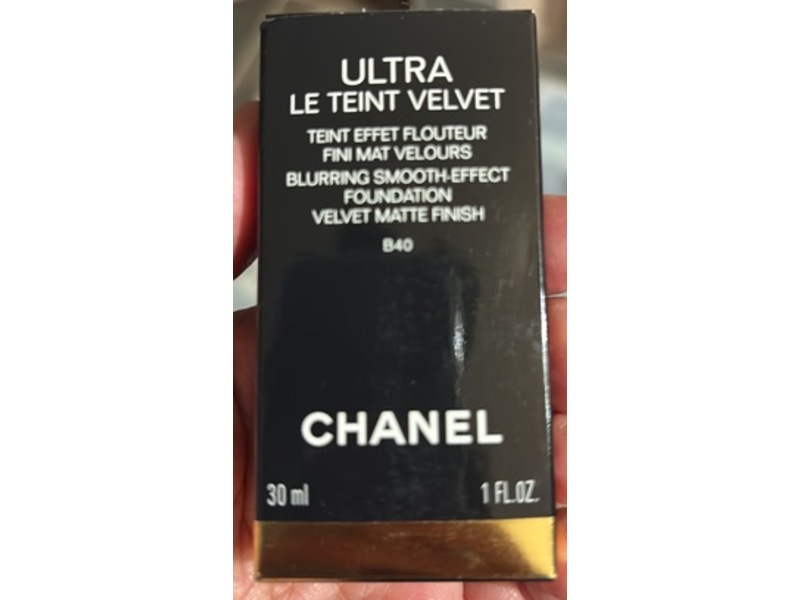 ULTRA
LE TEINT VELVET
TEINT EFFET FLOUTEUR
FINI MAT VELOURS
BLURRING SMOOTH-EFFECT
FOUNDATION
VELVET MATTE FINISH
B40
CHANEL
30 ml 1 FL.OZ.